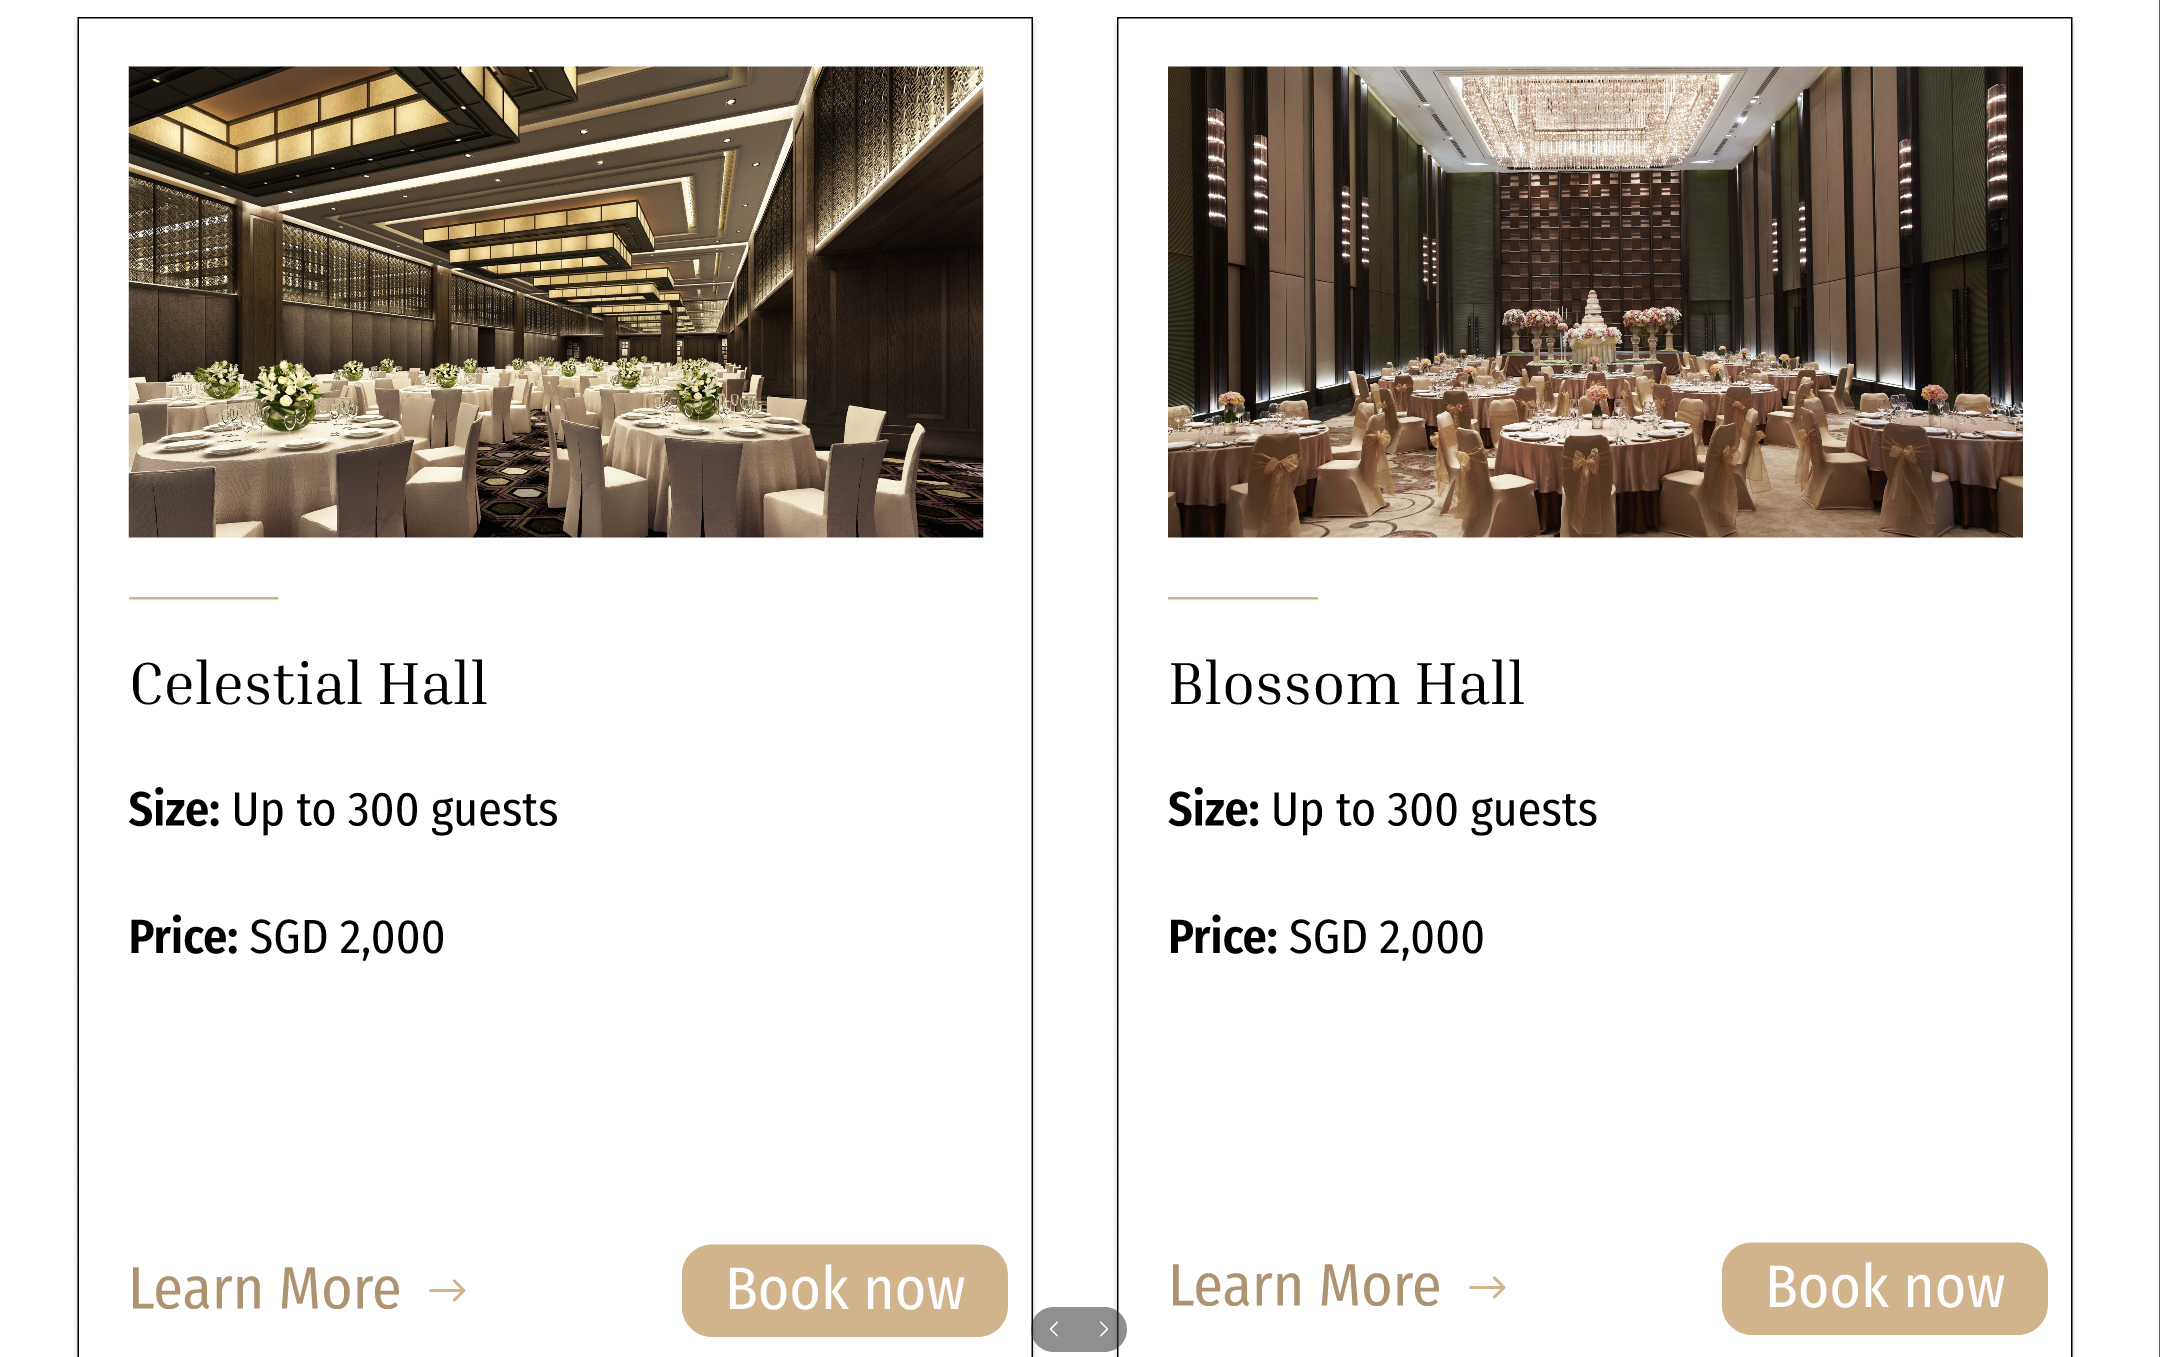 Celestial Hall
Size: Up to 300 guests
Price: SGD 2,000
Learn More →
Book now
Blossom Hall
Size: Up to 300 guests
Price: SGD 2,000
Learn More →
Book now